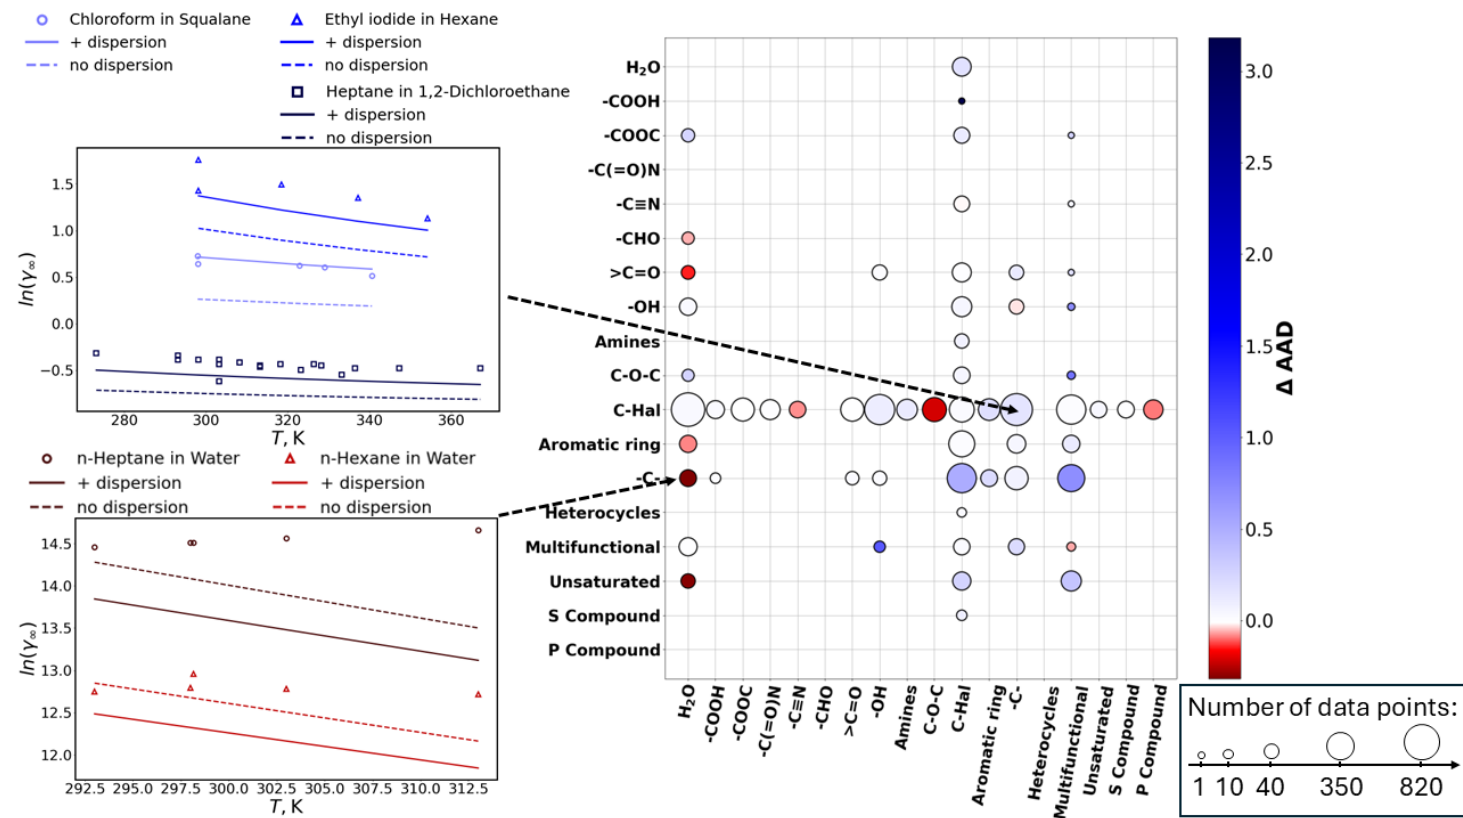 Chloroform in Squalane
+ dispersion
no dispersion
Ethyl iodide in Hexane
+ dispersion
no dispersion
Heptane in 1,2-Dichloroethane
+ dispersion
no dispersion
ln(γ∞)
1.5
1.0
0.5
0.0
−0.5
280 300 320 340 360
T, K
n-Heptane in Water
+ dispersion
no dispersion
n-Hexane in Water
+ dispersion
no dispersion
ln(γ∞)
14.5
14.0
13.5
13.0
12.5
12.0
292.5 295.0 297.5 300.0 302.5 305.0 307.5 310.0 312.5
T, K
H₂O
-COOH
-COOC
-C(=O)N
-C≡N
-CHO
>C=O
-OH
Amines
C-O-C
C-Hal
Aromatic ring
-C-
Heterocycles
Multifunctional
Unsaturated
S Compound
P Compound
H₂O
-COOH
-COOC
-C(=O)N
-C≡N
-CHO
>C=O
-OH
Amines
C-O-C
C-Hal
Aromatic ring
-C-
Heterocycles
Multifunctional
Unsaturated
S Compound
P Compound
3.0
2.5
2.0
1.5
1.0
0.5
0.0
Δ AAD
Number of data points:
1 10 40 350 820